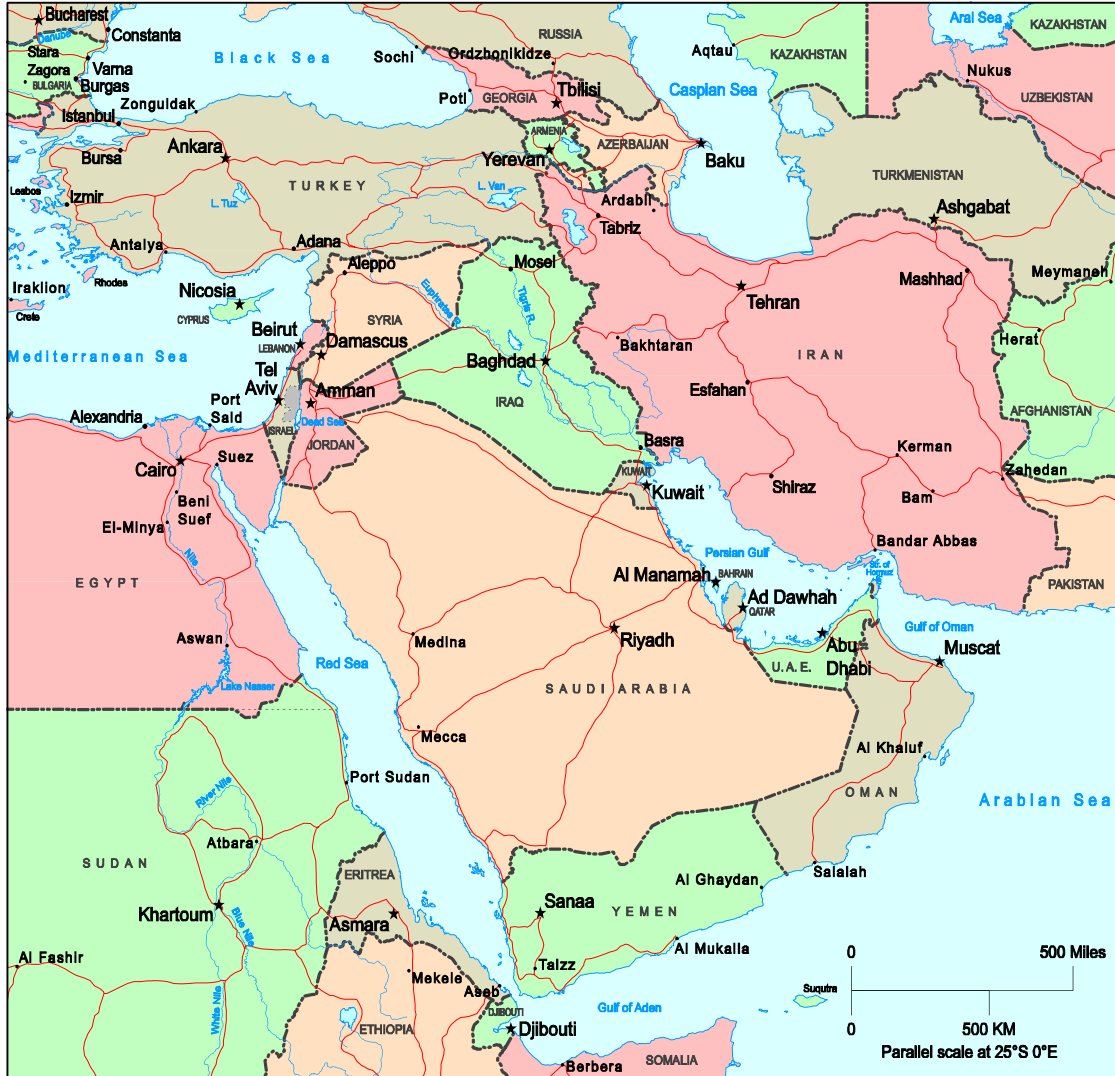 Bucharest
Danube
Constanta
Stara
Zagora
Varna
BULGARIA
Burgas
Black Sea
Sochi
Ordzhonikidze
RUSSIA
Aqtau
KAZAKHSTAN
Aral Sea
KAZAKHSTAN
Nukus
UZBEKISTAN
Istanbul
Zonguldak
Poti
GEORGIA
Tbilisi
Caspian Sea
ARMENIA
AZERBAIJAN
Bursa
Ankara
Yerevan
Baku
TURKMENISTAN
Lesbos
Izmir
TURKEY
L. Tuz
L. Van
Ardabil
Tabriz
Ashgabat
Antalya
Adana
Mosel
Mashhad
Meymaneh
Iraklion
Rhodes
Crete
Nicosia
CYPRUS
Aleppo
Euphrates R.
Tigris R.
Tehran
SYRIA
Beirut
LEBANON
Damascus
Mediterranean Sea
Baghdad
Bakhtaran
IRAN
Herat
Tel
Aviv
Amman
IRAQ
Esfahan
AFGHANISTAN
Alexandria
Port
Said
Dead Sea
ISRAEL
JORDAN
Basra
Kerman
Cairo
Suez
KUWAIT
Kuwait
Shiraz
Bam
Zahedan
Beni
Suef
El-Minya
Nile
Persian Gulf
Bandar Abbas
Str. of
Hormuz
EGYPT
Al Manamah
BAHRAIN
Ad Dawhah
QATAR
PAKISTAN
Aswan
Medina
Riyadh
Abu
Dhabi
U.A.E.
Gulf of Oman
Muscat
Red Sea
Lake Nasser
SAUDI ARABIA
Mecca
Al Khaluf
Port Sudan
River Nile
OMAN
Arabian Sea
Atbara
SUDAN
ERITREA
Salalah
Al Ghaydan
Khartoum
Blue Nile
Asmara
Sanaa
YEMEN
Al Mukalla
Al Fashir
White Nile
Mekele
Aseb
Taizz
DJIBOUTI
Djibouti
Gulf of Aden
Suqutra
ETHIOPIA
Berbera
SOMALIA
0
500 Miles
0
500 KM
Parallel scale at 25°S 0°E